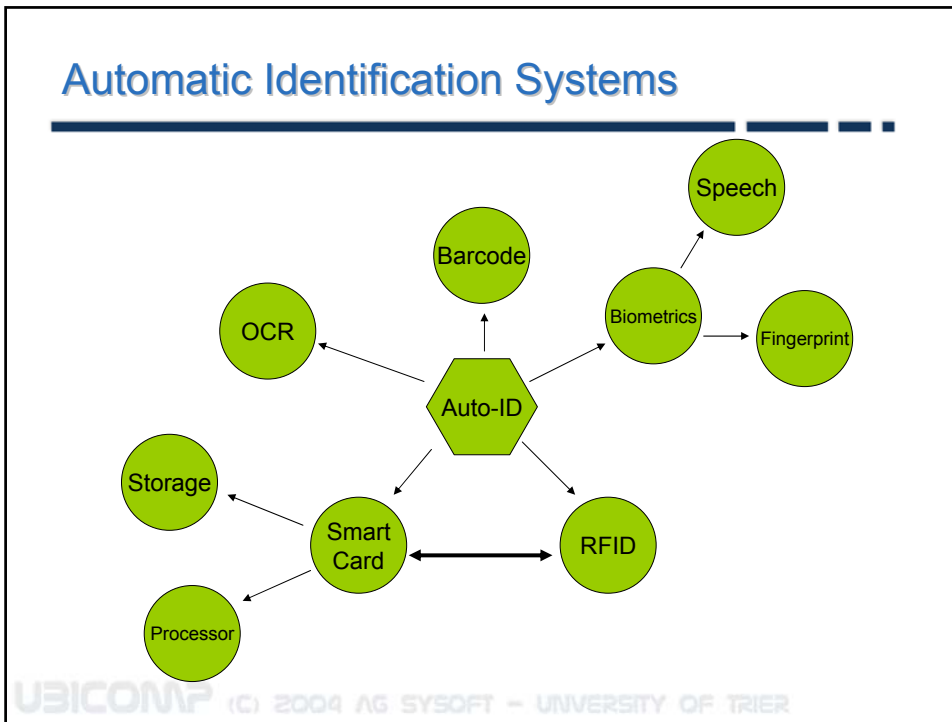 Automatic Identification Systems
Speech
Barcode
Biometrics
OCR
Fingerprint
Auto-ID
Storage
Smart
Card
RFID
Processor
UBICOMP (C) 2004 AG SYSOFT - UNIVERSITY OF TRIER